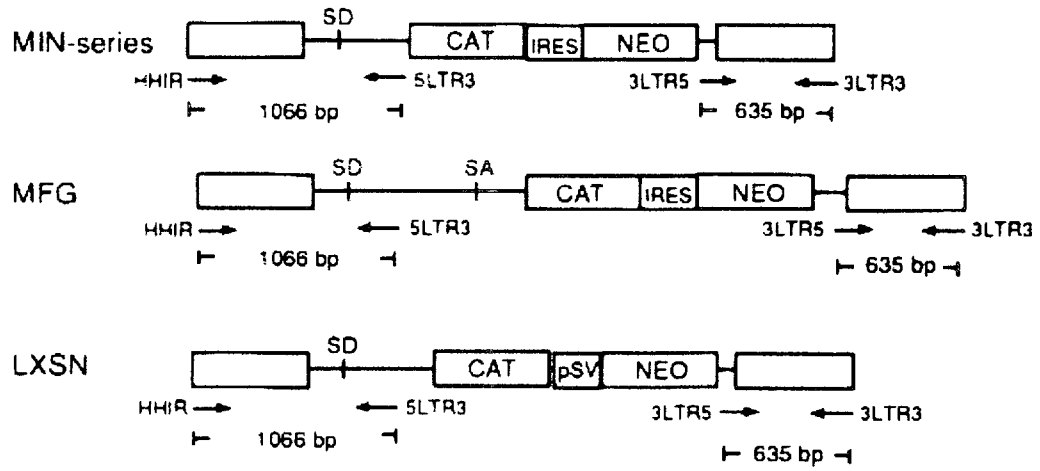 SD
MIN-series
CAT
IRES
NEO
HHIR
5LTR3
3LTR5
3LTR3
1066 bp
635 bp
SD
SA
MFG
CAT
IRES
NEO
HHIR
5LTR3
3LTR5
3LTR3
1066 bp
635 bp
SD
LXSN
CAT
pSV
NEO
HHIR
5LTR3
3LTR5
3LTR3
1066 bp
635 bp